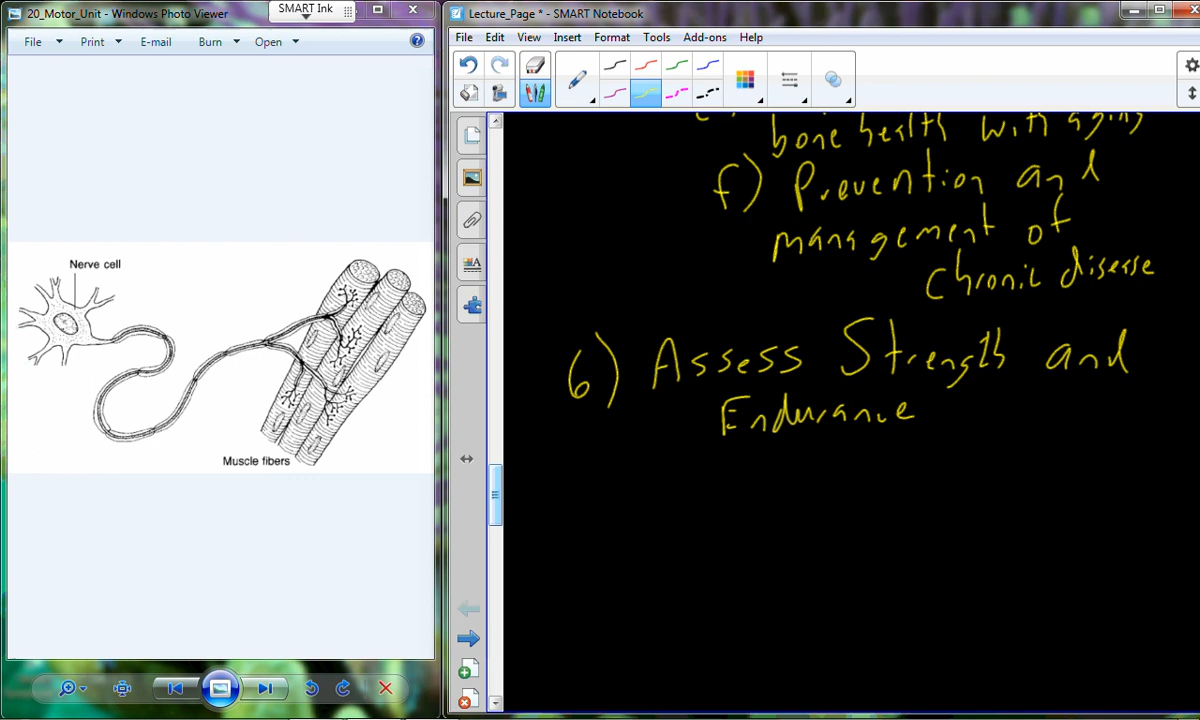 20_Motor_Unit - Windows Photo Viewer
SMART Ink
File Print E-mail Burn Open
Nerve cell
Muscle fibers
Lecture_Page * - SMART Notebook
File Edit View Insert Format Tools Add-ons Help
bone health with aging
f) Prevention and
management of
chronic disease
6) Assess Strength and
Endurance